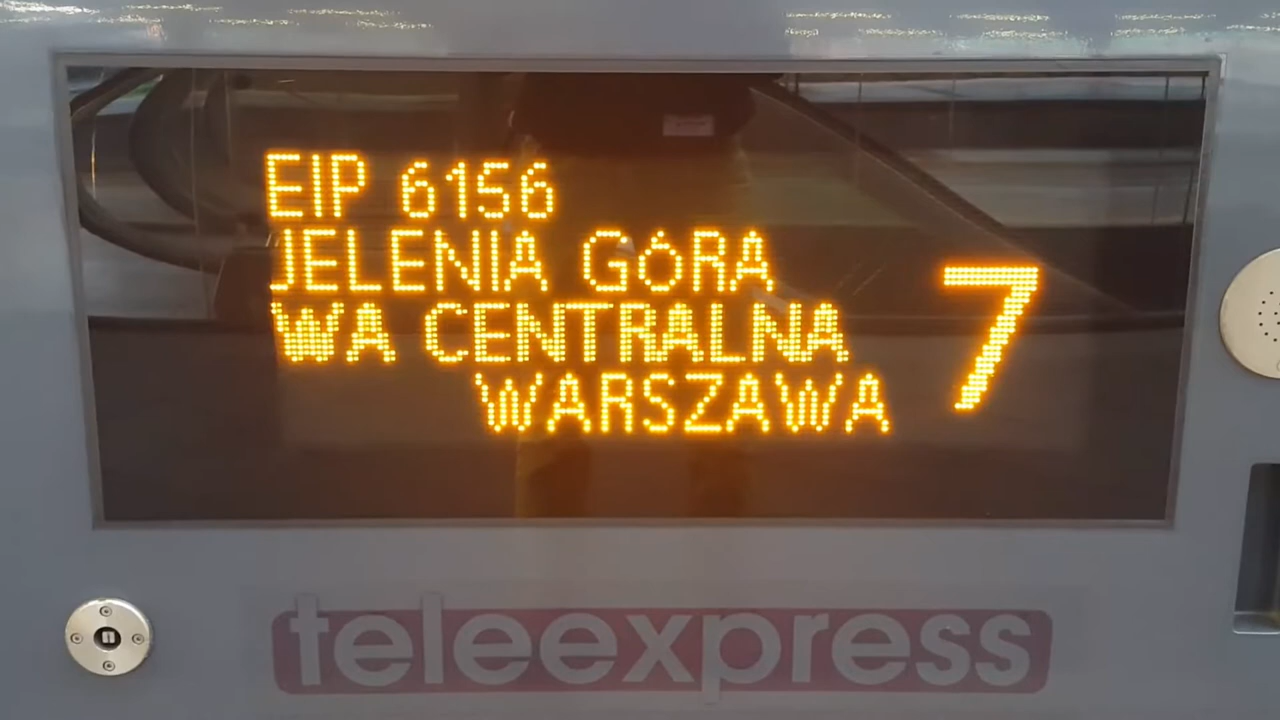 EIP 6156
JELENIA GÓRA
WA CENTRALNA
WARSZAWA
7
teleexpress